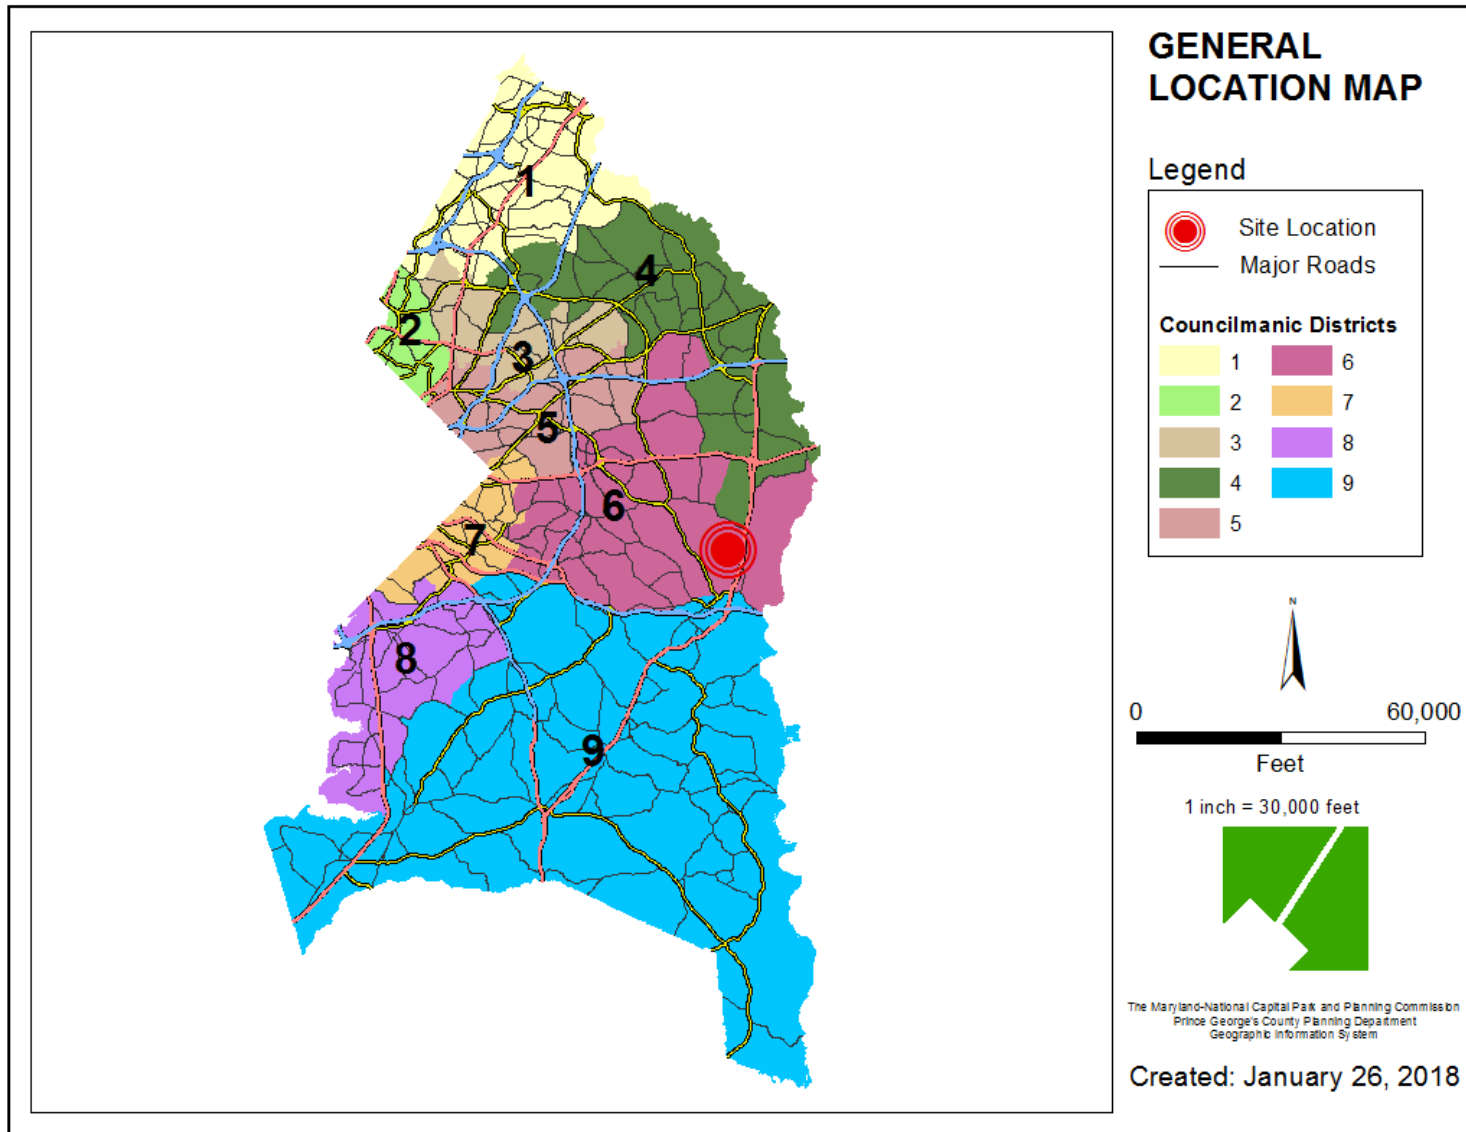 GENERAL
LOCATION MAP
Legend
Site Location
Major Roads
Councilmanic Districts
1 6
2 7
3 8
4 9
5
1
4
2
3
5
6
7
8
9
N
0 60,000
Feet
1 inch = 30,000 feet
The Maryland-National Capital Park and Planning Commission
Prince George's County Planning Department
Geographic Information System
Created: January 26, 2018